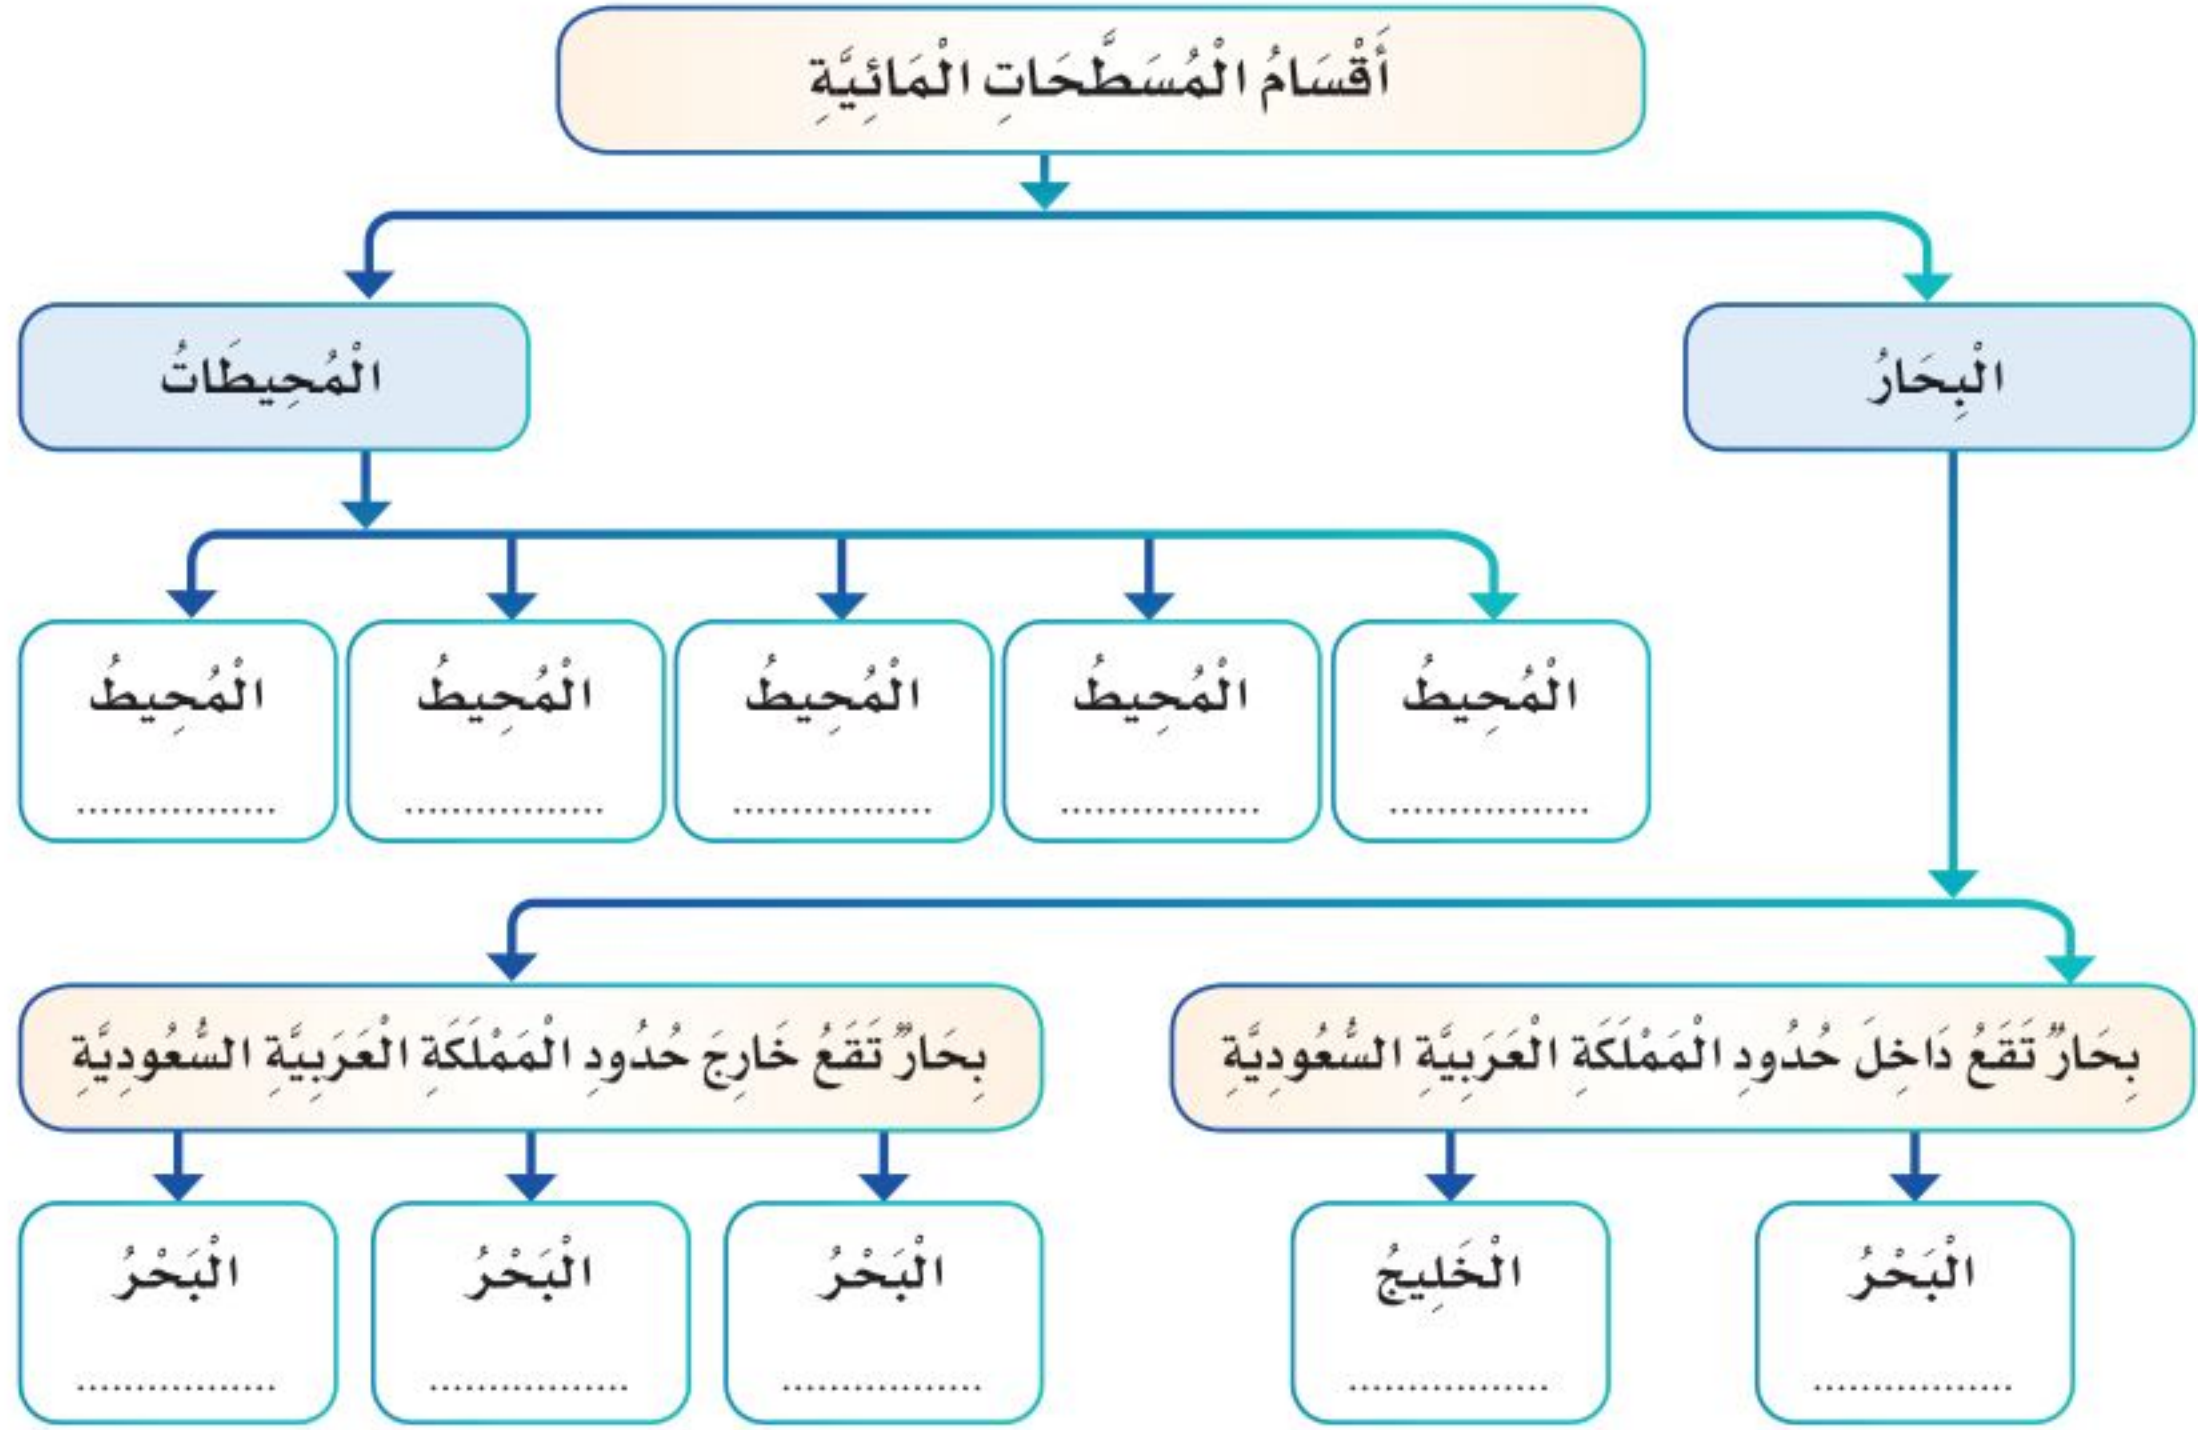 أَقْسَامُ الْمُسَطَّحَاتِ الْمَائِيَّةِ
الْبِحَارُ
الْمُحِيطَاتُ
الْمُحِيطُ
................
الْمُحِيطُ
................
الْمُحِيطُ
................
الْمُحِيطُ
................
الْمُحِيطُ
................
بِحَارٌ تَقَعُ دَاخِلَ حُدُودِ الْمَمْلَكَةِ الْعَرَبِيَّةِ السُّعُودِيَّةِ
بِحَارٌ تَقَعُ خَارِجَ حُدُودِ الْمَمْلَكَةِ الْعَرَبِيَّةِ السُّعُودِيَّةِ
الْبَحْرُ
................
الْخَلِيجُ
................
الْبَحْرُ
................
الْبَحْرُ
................
الْبَحْرُ
................